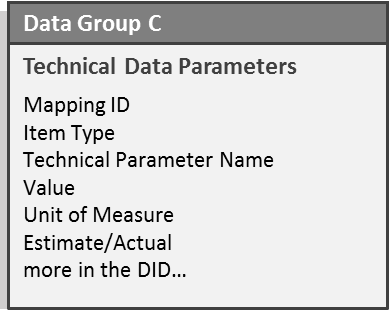 Data Group C
Technical Data Parameters
Mapping ID
Item Type
Technical Parameter Name
Value
Unit of Measure
Estimate/Actual
more in the DID…